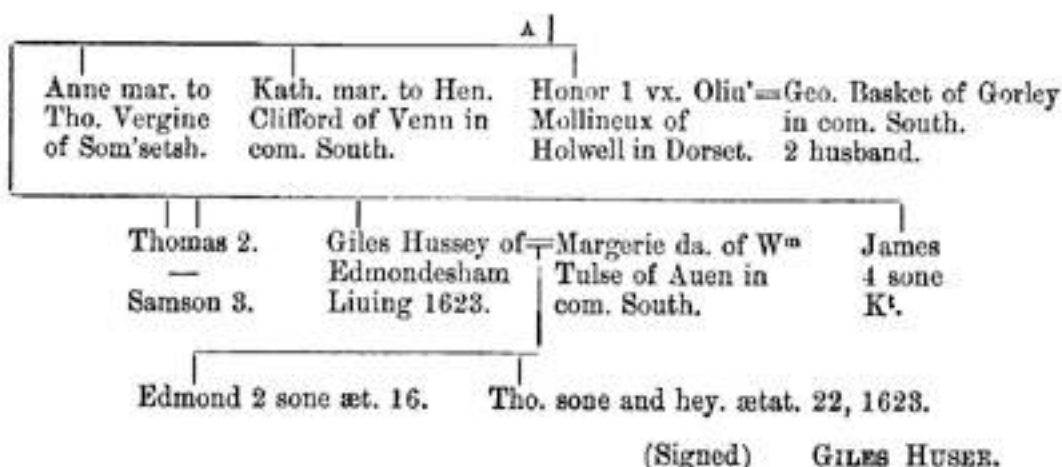 A
Anne mar. to
Tho. Vergine
of Som'setsh.
Kath. mar. to Hen.
Clifford of Venn in
com. South.
Honor 1 vx. Oliu'=Geo. Basket of Gorley
Mollineux of in com. South.
Holwell in Dorset. 2 husband.
Thomas 2.
—
Samson 3.
Giles Hussey of=Margerie da. of Wm
Edmondesham Tulse of Auen in
Liuing 1623. com. South.
James
4 sone
Kt.
Edmond 2 sone æt. 16.
Tho. sone and hey. ætat. 22, 1623.
(Signed) GILES HUSEE.